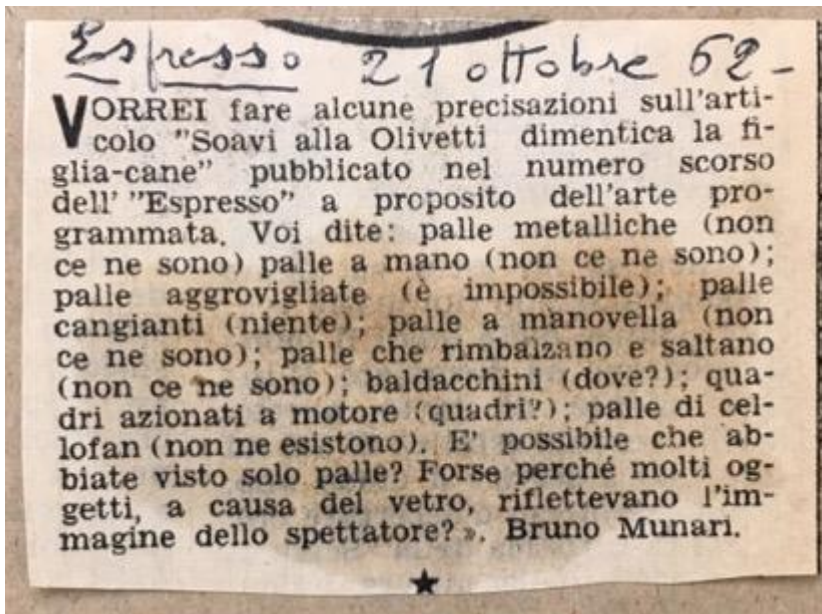 Espresso 21 ottobre 62-
VORREI fare alcune precisazioni sull'arti-
colo "Soavi alla Olivetti dimentica la fi-
glia-cane" pubblicato nel numero scorso
dell' "Espresso" a proposito dell'arte pro-
grammata. Voi dite: palle metalliche (non
ce ne sono) palle a mano (non ce ne sono);
palle aggrovigliate (è impossibile); palle
cangianti (niente); palle a manovella (non
ce ne sono); palle che rimbalzano e saltano
(non ce ne sono); baldacchini (dove?); qua-
dri azionati a motore (quadri?); palle di cel-
lofan (non ne esistono). E' possibile che ab-
biate visto solo palle? Forse perché molti og-
getti, a causa del vetro, riflettevano l'im-
magine dello spettatore?». Bruno Munari.